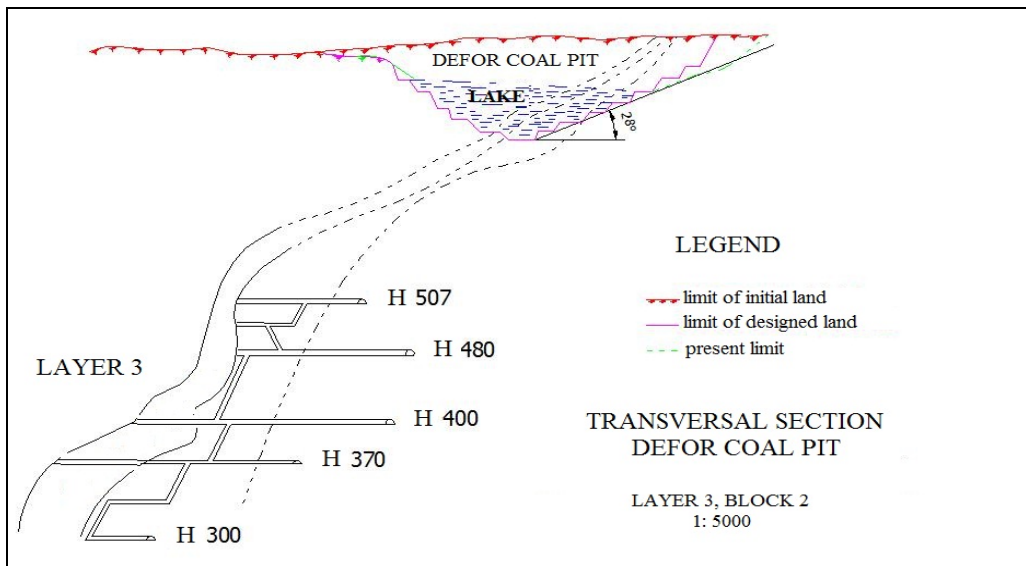 DEFOR COAL PIT
LAKE
28°
LEGEND
limit of initial land
limit of designed land
present limit
H 507
H 480
LAYER 3
H 400
H 370
H 300
TRANSVERSAL SECTION
DEFOR COAL PIT
LAYER 3, BLOCK 2
1: 5000